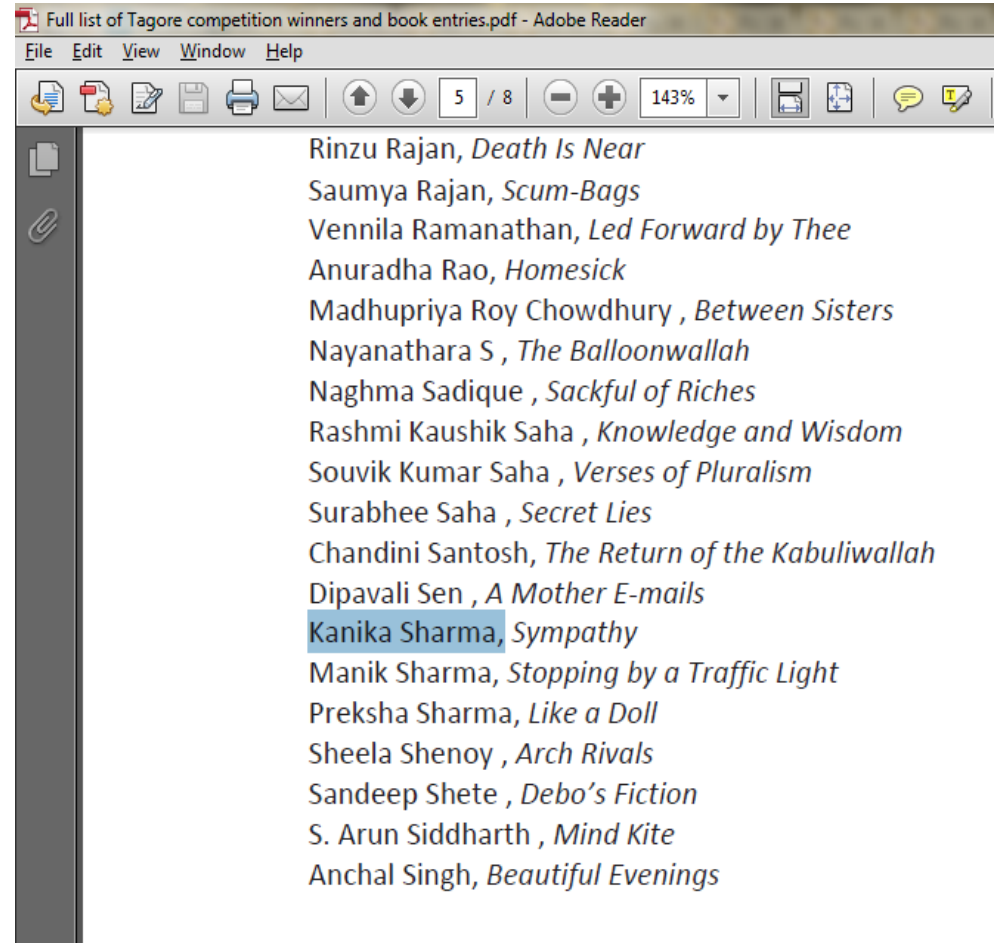 Full list of Tagore competition winners and book entries.pdf - Adobe Reader
File Edit View Window Help
5 / 8 143%
Rinzu Rajan, Death Is Near
Saumya Rajan, Scum-Bags
Vennila Ramanathan, Led Forward by Thee
Anuradha Rao, Homesick
Madhupriya Roy Chowdhury , Between Sisters
Nayanathara S , The Balloonwallah
Naghma Sadique , Sackful of Riches
Rashmi Kaushik Saha , Knowledge and Wisdom
Souvik Kumar Saha , Verses of Pluralism
Surabhee Saha , Secret Lies
Chandini Santosh, The Return of the Kabuliwallah
Dipavali Sen , A Mother E-mails
Kanika Sharma, Sympathy
Manik Sharma, Stopping by a Traffic Light
Preksha Sharma, Like a Doll
Sheela Shenoy , Arch Rivals
Sandeep Shete , Debo’s Fiction
S. Arun Siddharth , Mind Kite
Anchal Singh, Beautiful Evenings